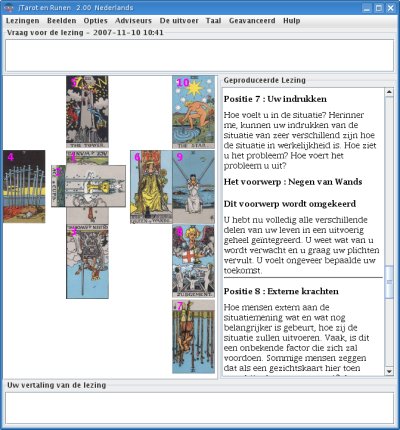 jTarot en Runen 2.00 Nederlands
Lezingen Beelden Opties Adviseurs De uitvoer Taal Geavanceerd Hulp
Vraag voor de lezing - 2007-11-10 10:41
5
THE TOWER.
10
THE STAR.
4
6
9
3
8
JUDGEMENT.
7
Geproduceerde Lezing
Positie 7 : Uw indrukken
Hoe voelt u in de situatie? Herinner
me, kunnen uw indrukken van de
situatie van zeer verschillend zijn hoe
de situatie in werkelijkheid is. Hoe ziet
u het probleem? Hoe voert het
probleem u uit?
Het voorwerp : Negen van Wands
Dit voorwerp wordt omgekeerd
U hebt nu volledig alle verschillende
delen van uw leven in een uitvoerig
geheel geïntegreerd. U weet wat van u
wordt verwacht en u graag uw plichten
vervult. U voelt ongeveer bepaalde uw
toekomst.
Positie 8 : Externe krachten
Hoe mensen extern aan de
situatiemening wat en wat nog
belangrijker is gebeurt, hoe zij de
situatie zullen uitvoeren. Vaak, is dit
een onbekende factor die zich zal
voordoen. Sommige mensen zeggen
dat als een gezichtskaart hier toen
Uw vertaling van de lezing